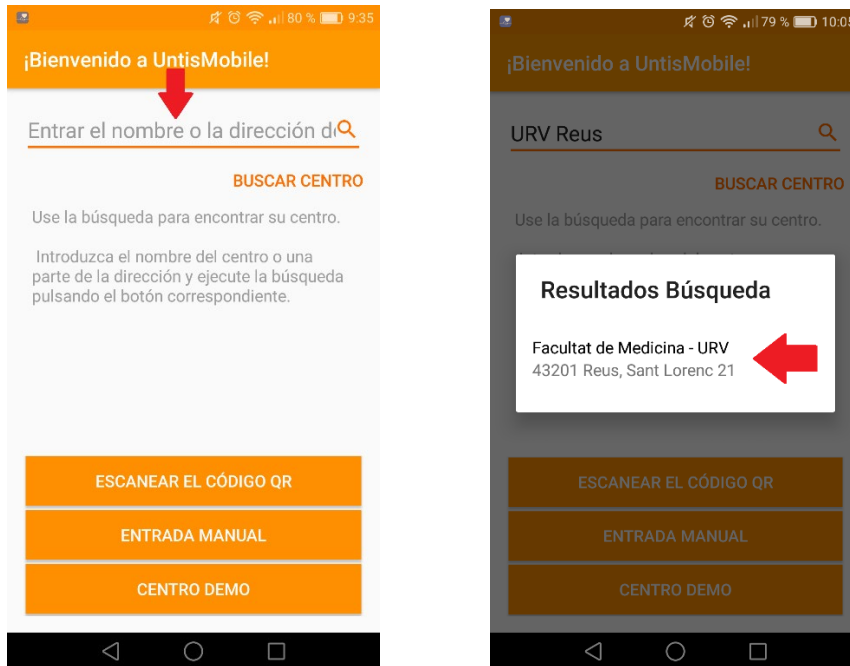 80 % 9:35
¡Bienvenido a UntisMobile!
Entrar el nombre o la dirección de
BUSCAR CENTRO
Use la búsqueda para encontrar su centro.
Introduzca el nombre del centro o una
parte de la dirección y ejecute la búsqueda
pulsando el botón correspondiente.
ESCANEAR EL CÓDIGO QR
ENTRADA MANUAL
CENTRO DEMO
79 % 10:05
¡Bienvenido a UntisMobile!
URV Reus
BUSCAR CENTRO
Use la búsqueda para encontrar su centro.
Resultados Búsqueda
Facultat de Medicina - URV
43201 Reus, Sant Lorenc 21
ESCANEAR EL CÓDIGO QR
ENTRADA MANUAL
CENTRO DEMO